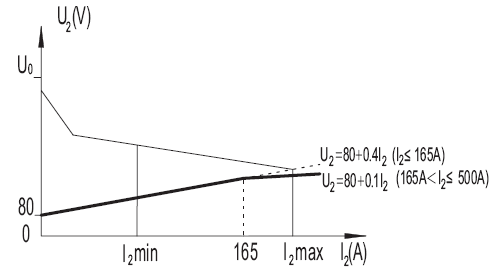 U₂(V)
U₀
U₂=80+0.4I₂ (I₂≤165A)
U₂=80+0.1I₂ (165A<I₂≤500A)
80
0
I₂min
165
I₂max
I₂(A)